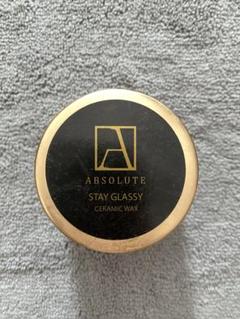 ABSOLUTE
STAY GLASSY
CERAMIC WAX